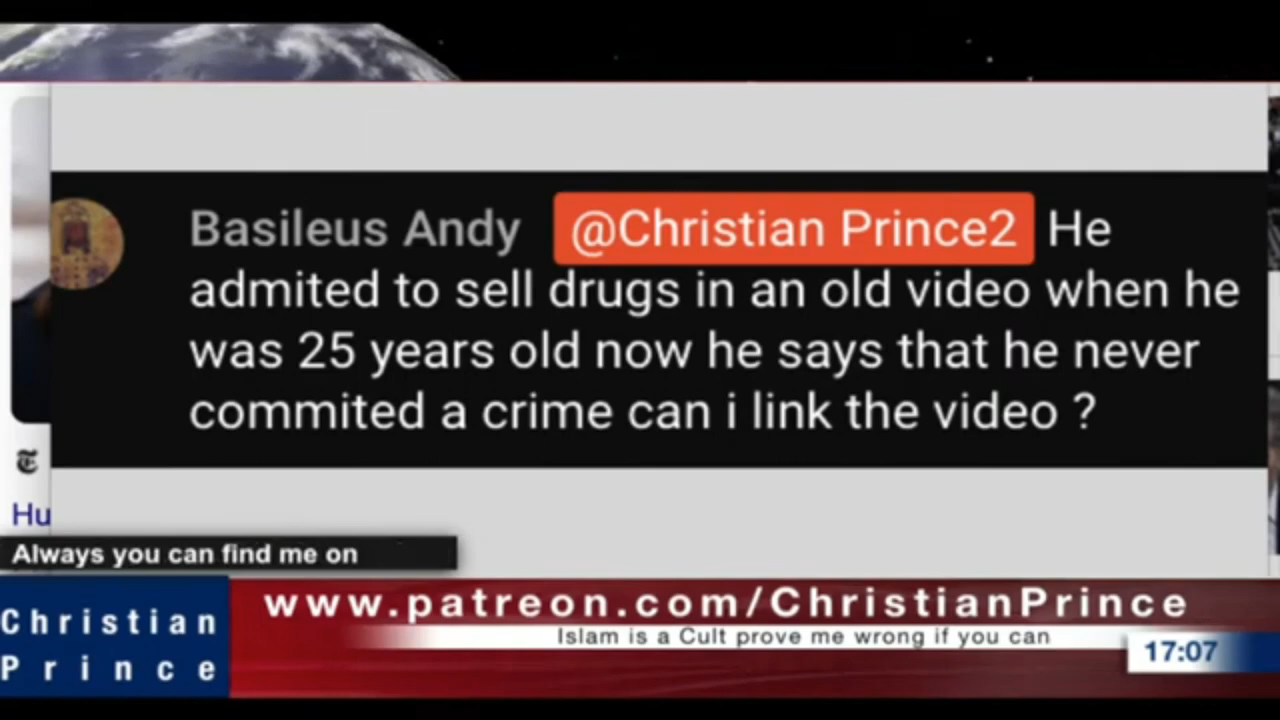 Basileus Andy @Christian Prince2 He
admited to sell drugs in an old video when he
was 25 years old now he says that he never
commited a crime can i link the video ?
Hu
Always you can find me on
Christian
Prince
www.patreon.com/ChristianPrince
Islam is a Cult prove me wrong if you can
17:07